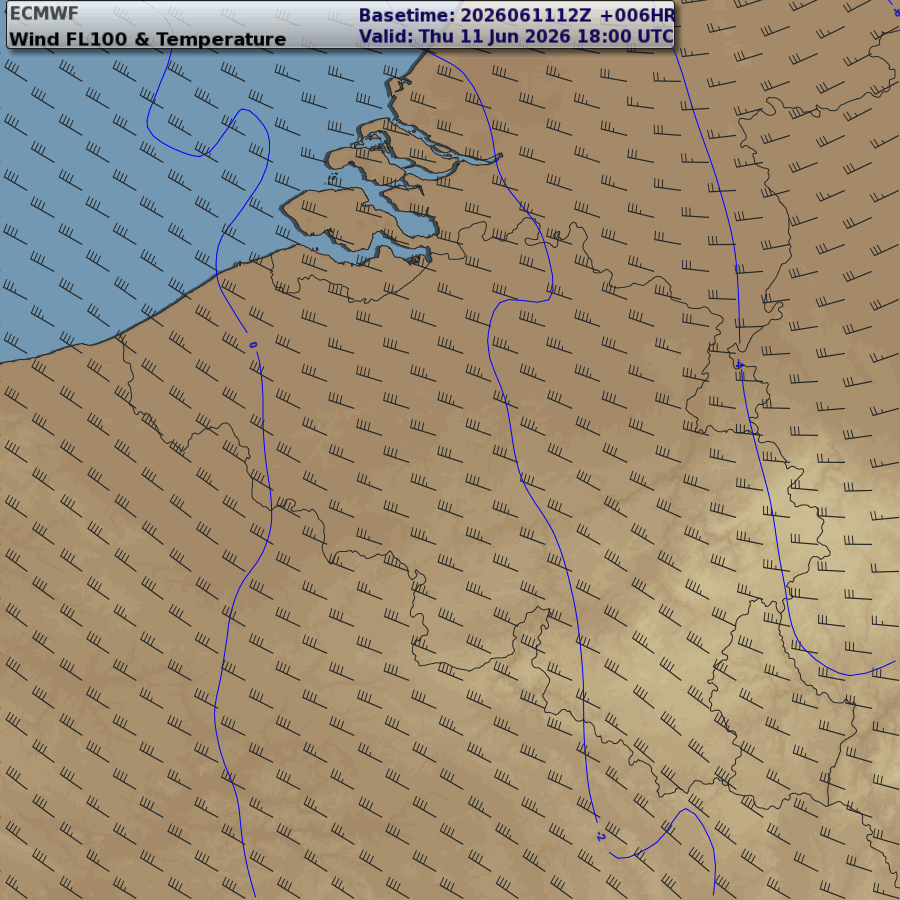 ECMWF
Basetime: 2026061112Z +006HR
Wind FL100 & Temperature
Valid: Thu 11 Jun 2026 18:00 UTC
0
-2